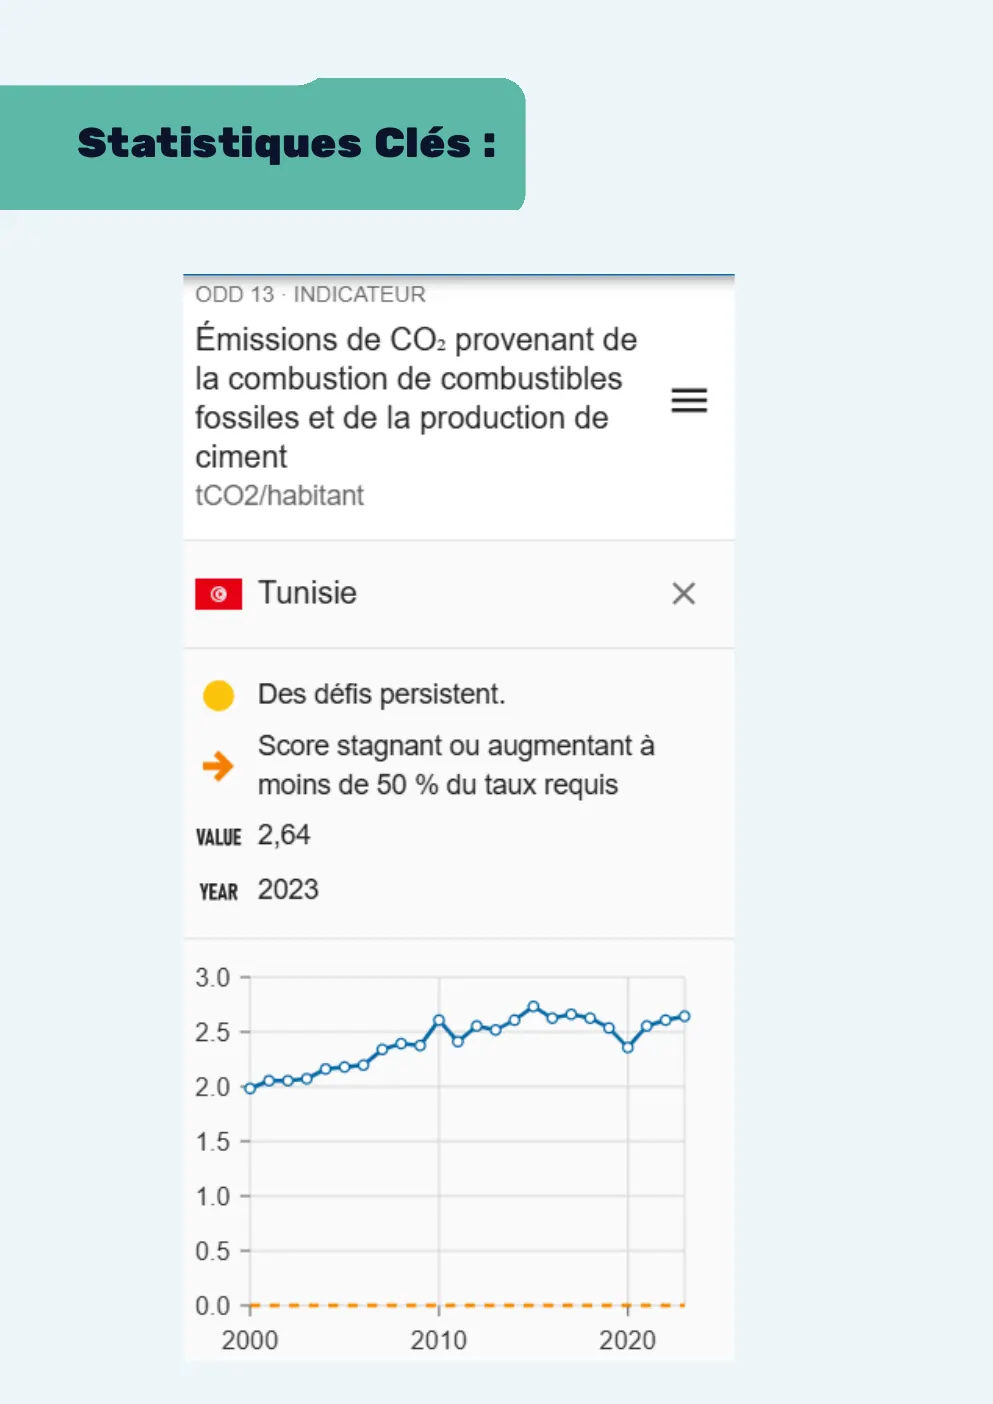 Statistiques Clés :
ODD 13 · INDICATEUR
Émissions de CO₂ provenant de
la combustion de combustibles
fossiles et de la production de
ciment
tCO2/habitant
Tunisie
Des défis persistent.
Score stagnant ou augmentant à
moins de 50 % du taux requis
VALUE 2,64
YEAR 2023
3.0
2.5
2.0
1.5
1.0
0.5
0.0
2000 2010 2020